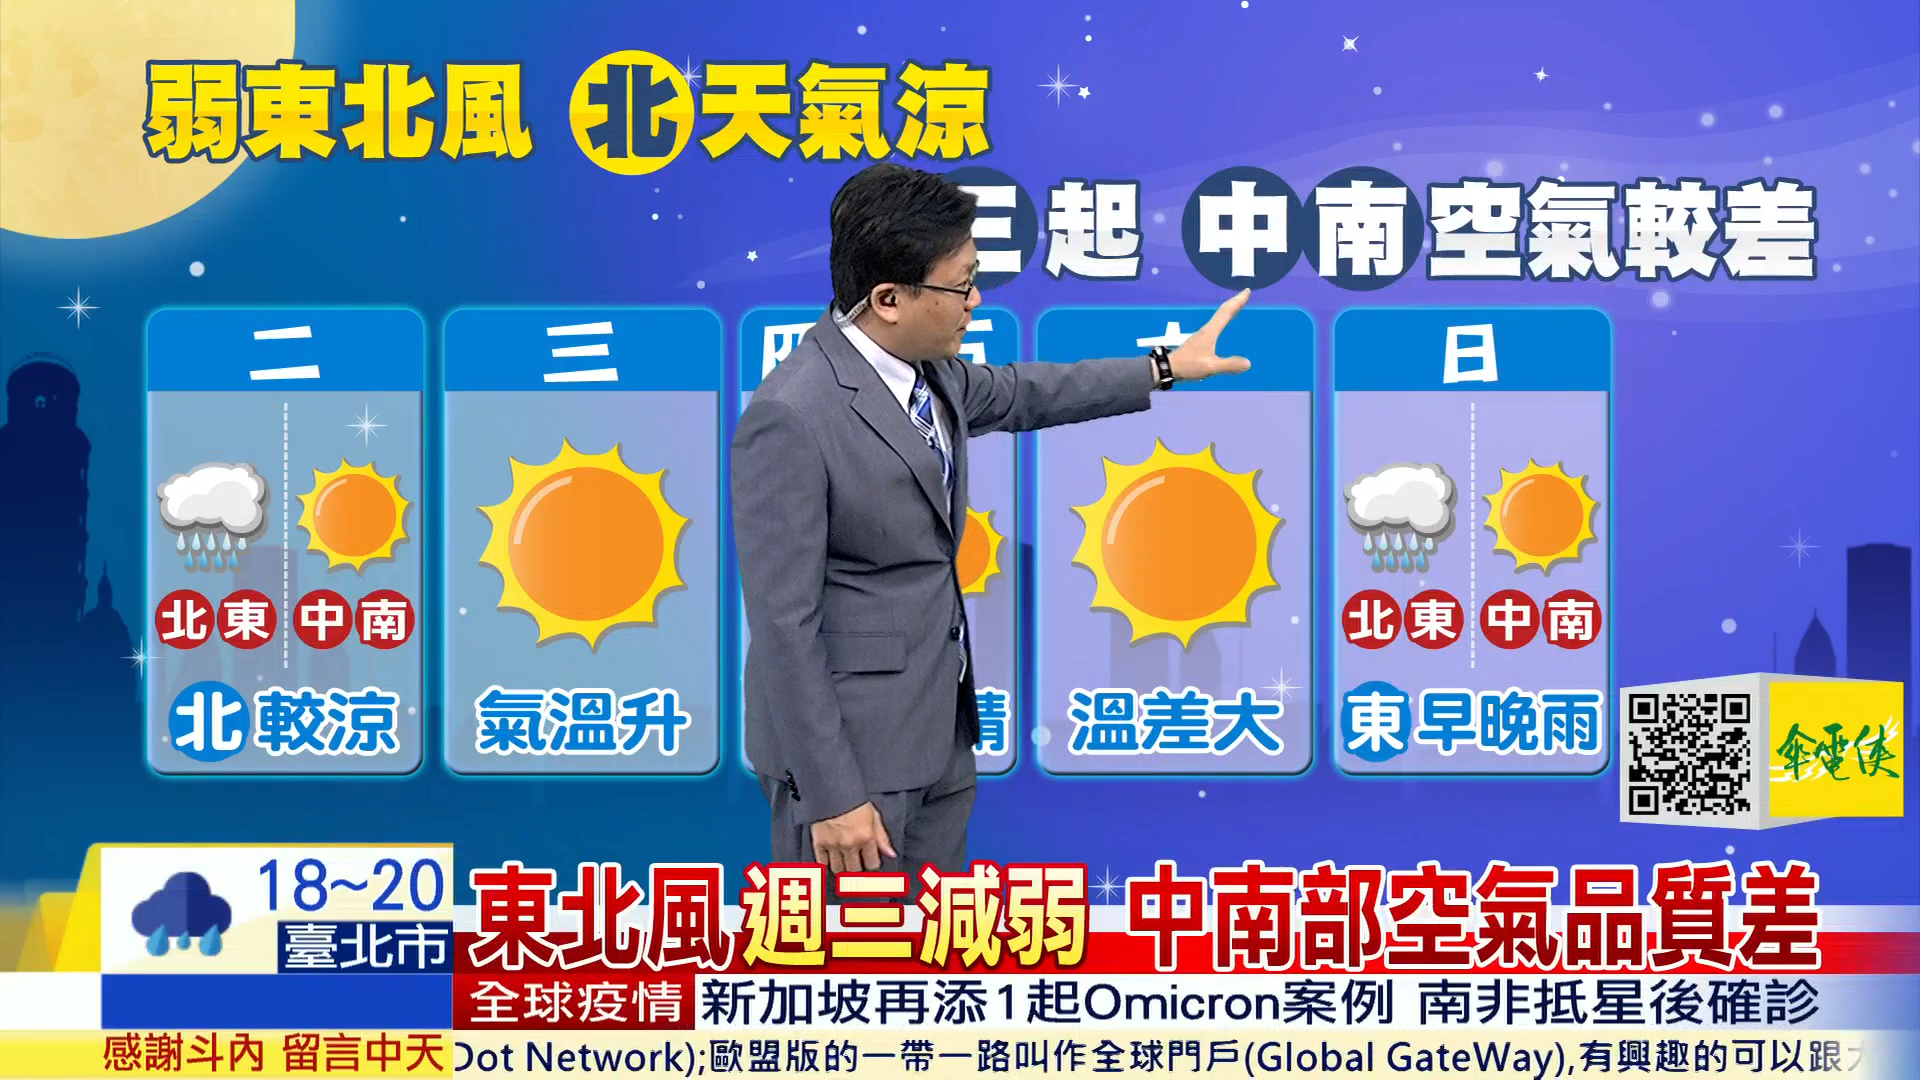 弱東北風 北天氣涼
三起 中南空氣較差
二
三
四
五
六
日
北東 中南
北東 中南
北較涼
氣溫升
晴
溫差大
東早晚雨
傘電俠
18~20
臺北市
東北風週三減弱 中南部空氣品質差
全球疫情 新加坡再添1起Omicron案例 南非抵星後確診
感謝斗內 留言中天
Dot Network);歐盟版的一帶一路叫作全球門戶(Global GateWay),有興趣的可以跟